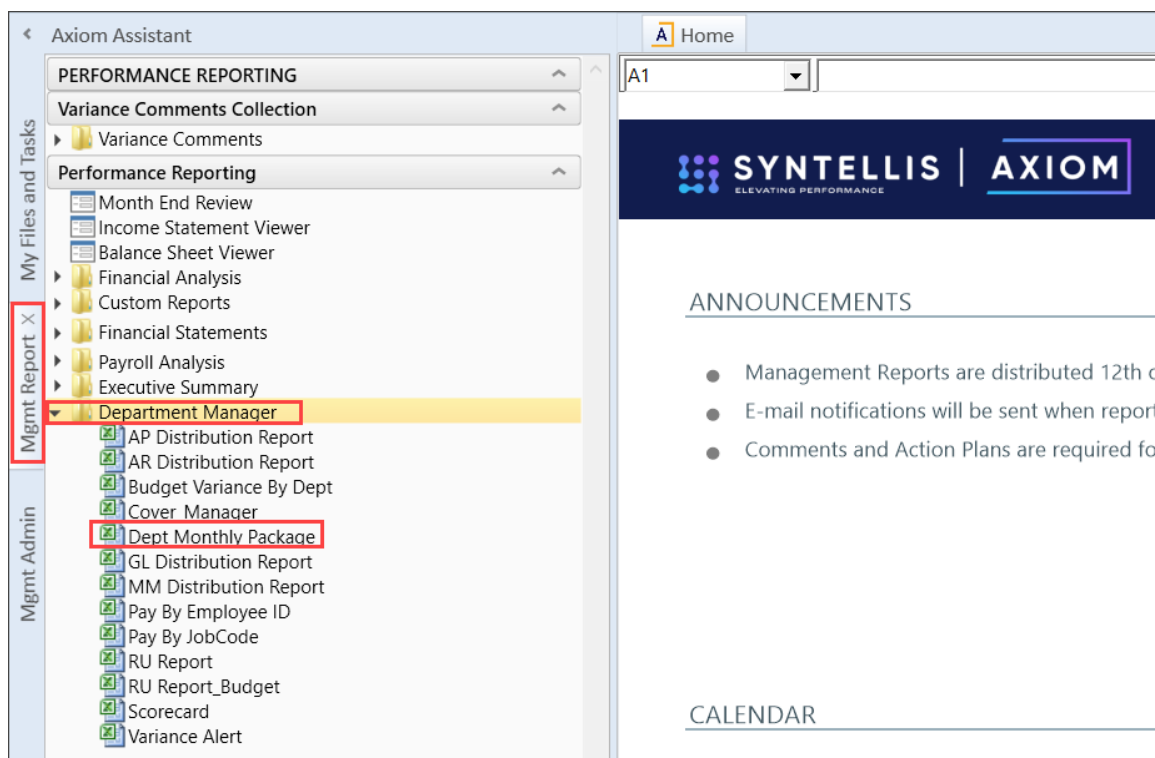 Axiom Assistant
PERFORMANCE REPORTING
Variance Comments Collection
Variance Comments
Performance Reporting
Month End Review
Income Statement Viewer
Balance Sheet Viewer
Financial Analysis
Custom Reports
Financial Statements
Payroll Analysis
Executive Summary
Department Manager
AP Distribution Report
AR Distribution Report
Budget Variance By Dept
Cover_Manager
Dept Monthly Package
GL Distribution Report
MM Distribution Report
Pay By Employee ID
Pay By JobCode
RU Report
RU Report_Budget
Scorecard
Variance Alert
My Files and Tasks
Mgmt Report
Mgmt Admin
A Home
A1
SYNTELLIS | AXIOM
ELEVATING PERFORMANCE
ANNOUNCEMENTS
Management Reports are distributed 12th
E-mail notifications will be sent when report
Comments and Action Plans are required fo
CALENDAR